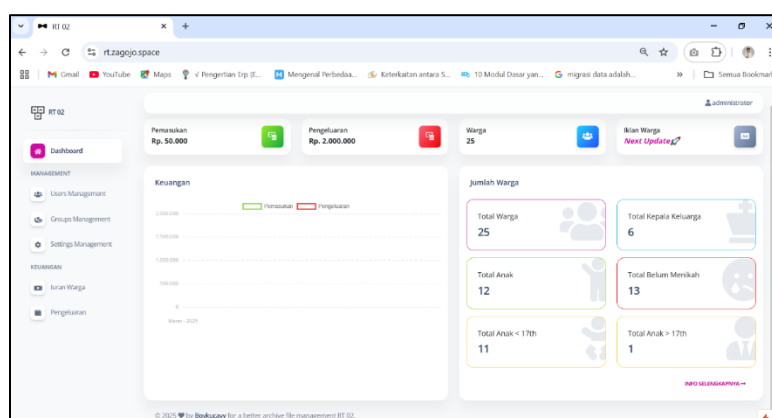 RT 02
rt.zagojo.space
Gmail
YouTube
Maps
√ Pengertian Erp (E...
Mengenal Perbedaa...
Keterkaitan antara S...
10 Modul Dasar yan...
migrasi data adalah...
»
Semua Bookmark
RT 02
administrator
Dashboard
MANAGEMENT
Users Management
Groups Management
Settings Management
KEUANGAN
Iuran Warga
Pengeluaran
Pemasukan
Rp. 50.000
Pengeluaran
Rp. 2.000.000
Warga
25
Iklan Warga
Next Update🚀
Keuangan
Pemasukan
Pengeluaran
2.000.000
1.500.000
1.000.000
500.000
0
Maret - 2025
Jumlah Warga
Total Warga
25
Total Kepala Keluarga
6
Total Anak
12
Total Belum Menikah
13
Total Anak < 17th
11
Total Anak > 17th
1
INFO SELENGKAPNYA→
© 2025 ♥ by Boykucavy for a better archive file management RT 02.